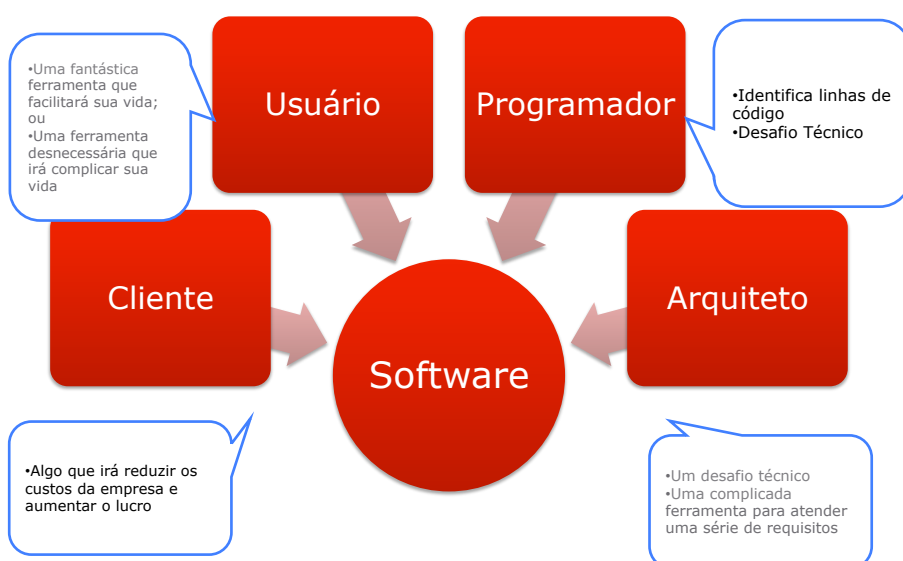 •Uma fantástica
ferramenta que
facilitará sua vida;
ou
•Uma ferramenta
desnecessária que
irá complicar sua
vida
Usuário
Programador
•Identifica linhas de
código
•Desafio Técnico
Cliente
Arquiteto
Software
•Algo que irá reduzir os
custos da empresa e
aumentar o lucro
•Um desafio técnico
•Uma complicada
ferramenta para atender
uma série de requisitos